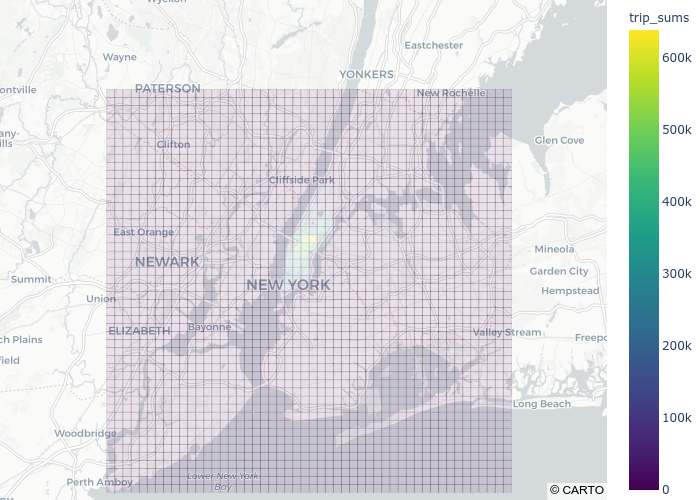 trip_sums
Wayne
Eastchester
YONKERS
ontville
PATERSON
New Rochelle
600k
any-
ills
Clifton
Glen Cove
500k
Cliffside Park
400k
East Orange
NEWARK
Mineola
Garden City
300k
Summit
NEW YORK
Hempstead
Union
ELIZABETH
Bayonne
Valley Stream
Freepo
ch Plains
200k
field
Long Beach
100k
Woodbridge
Perth Amboy
Lower New York
Bay
© CARTO
0